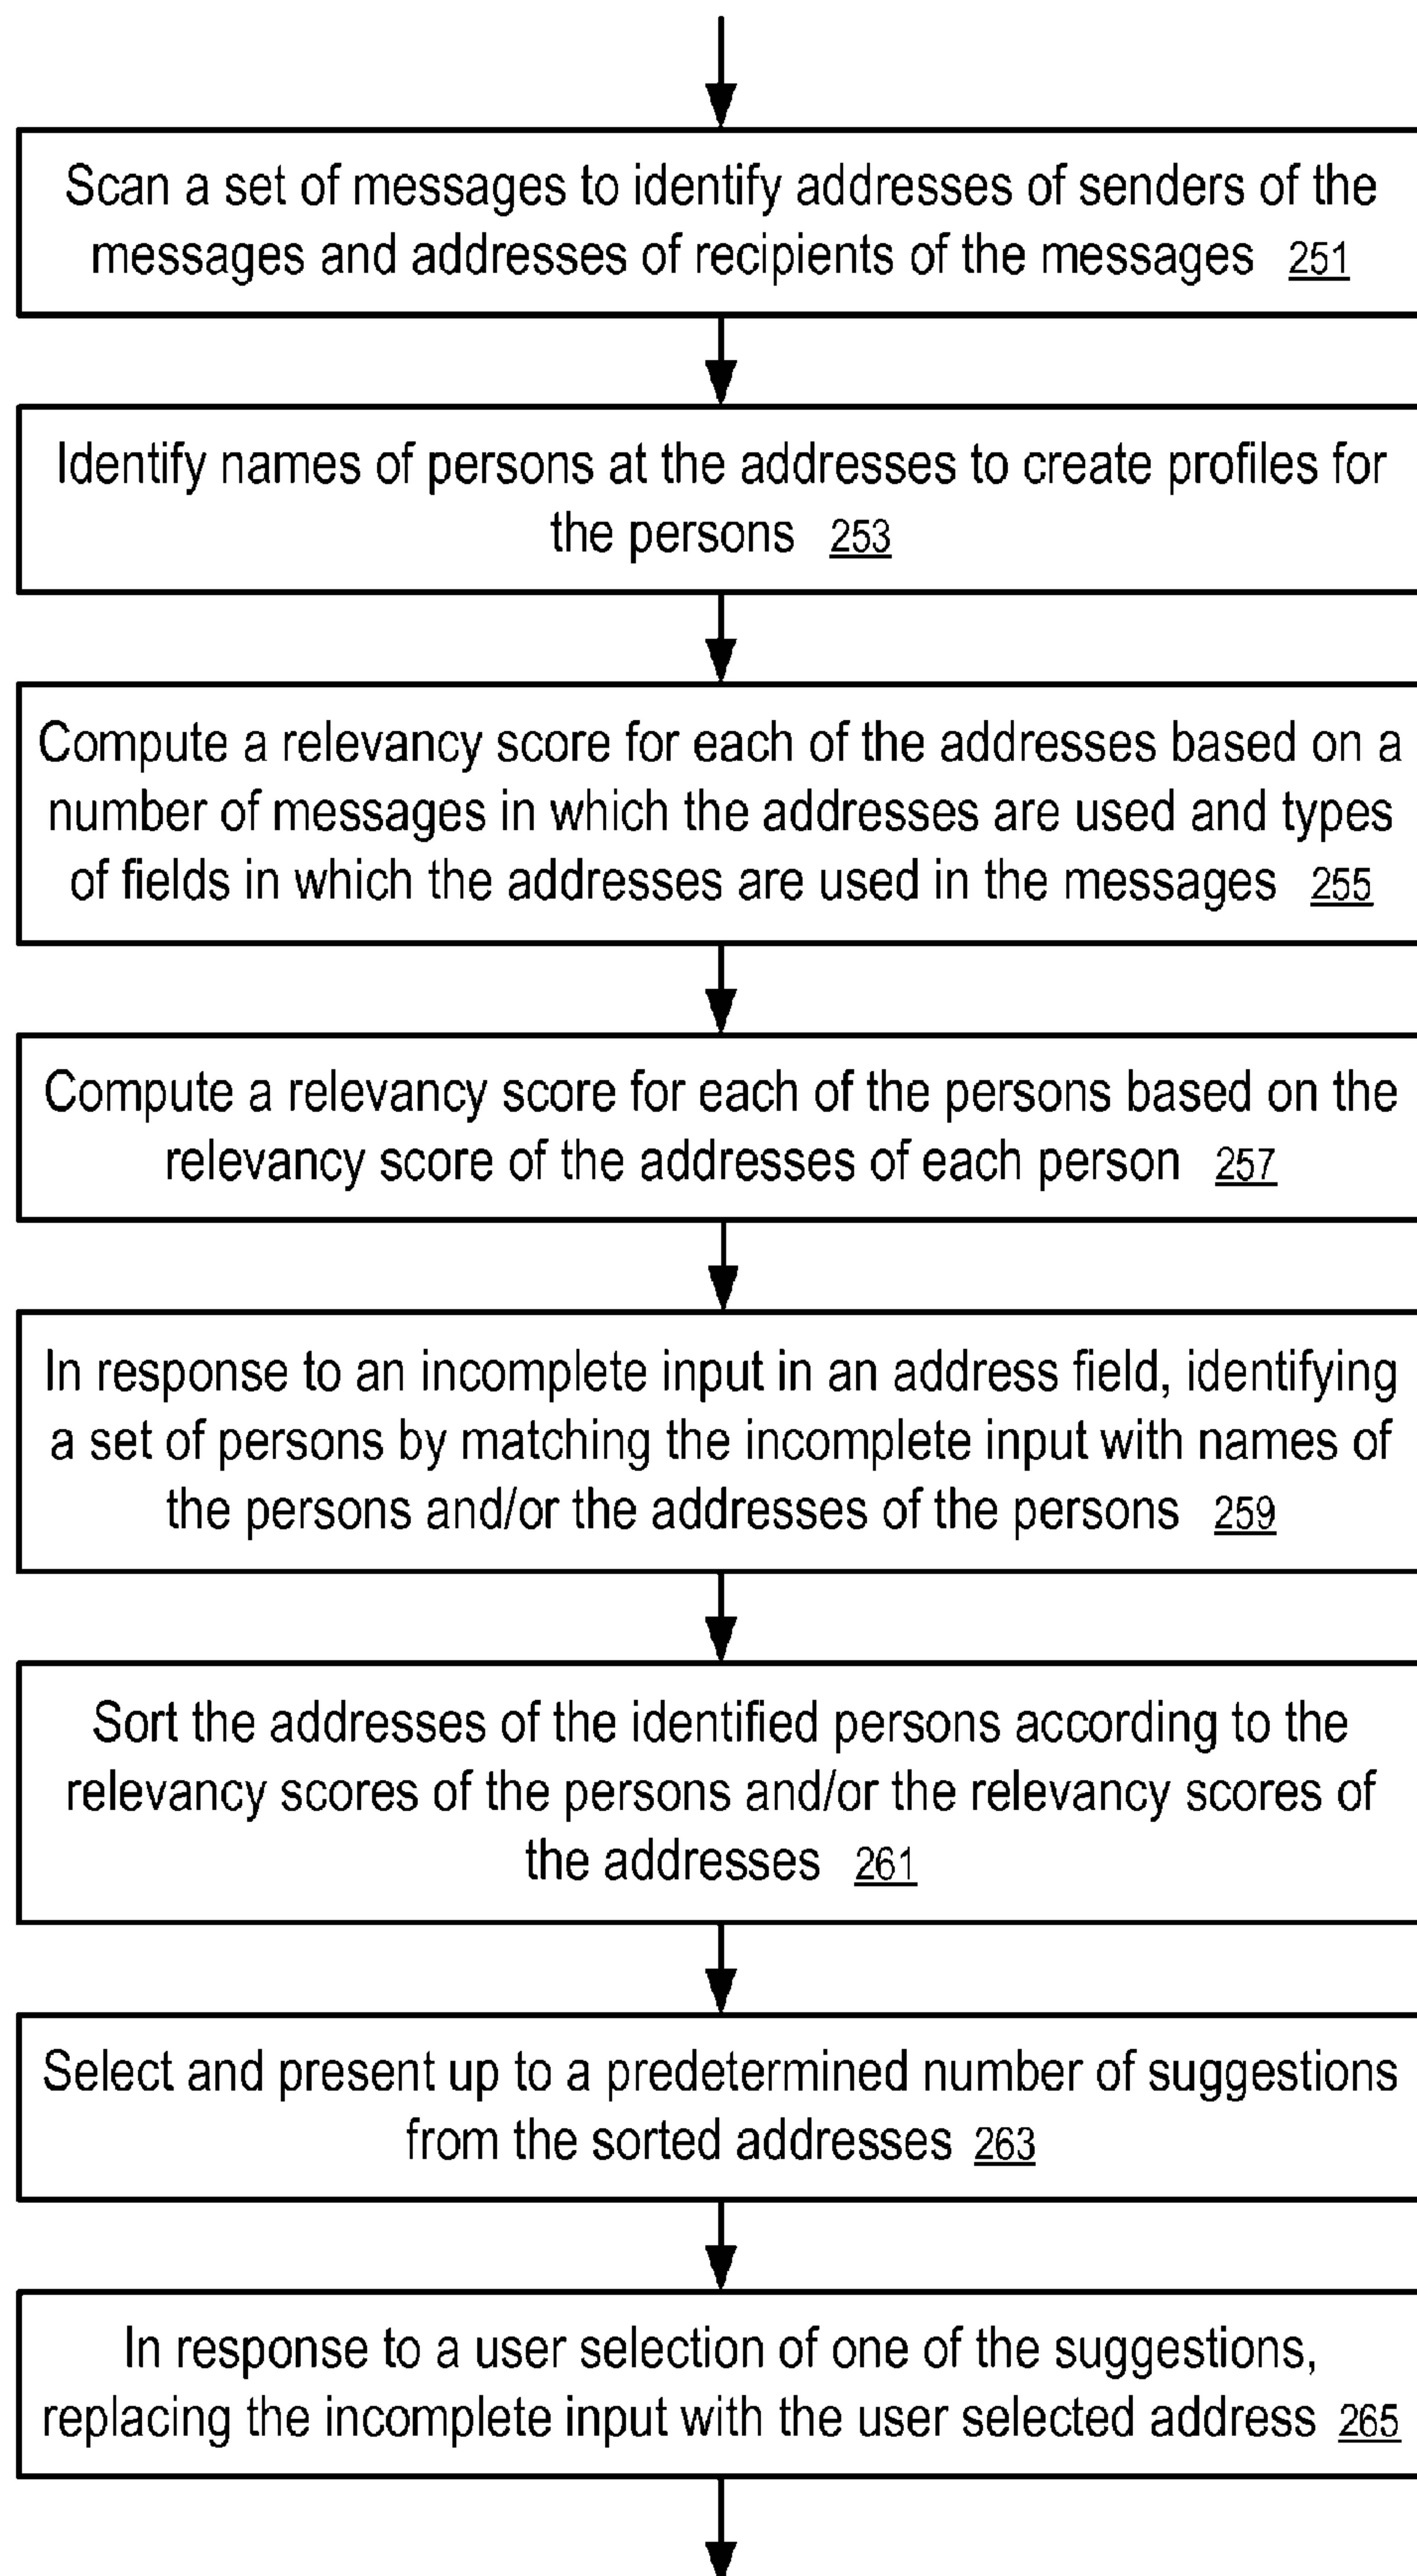 Scan a set of messages to identify addresses of senders of the
messages and addresses of recipients of the messages 251
Identify names of persons at the addresses to create profiles for
the persons 253
Compute a relevancy score for each of the addresses based on a
number of messages in which the addresses are used and types
of fields in which the addresses are used in the messages 255
Compute a relevancy score for each of the persons based on the
relevancy score of the addresses of each person 257
In response to an incomplete input in an address field, identifying
a set of persons by matching the incomplete input with names of
the persons and/or the addresses of the persons 259
Sort the addresses of the identified persons according to the
relevancy scores of the persons and/or the relevancy scores of
the addresses 261
Select and present up to a predetermined number of suggestions
from the sorted addresses 263
In response to a user selection of one of the suggestions,
replacing the incomplete input with the user selected address 265